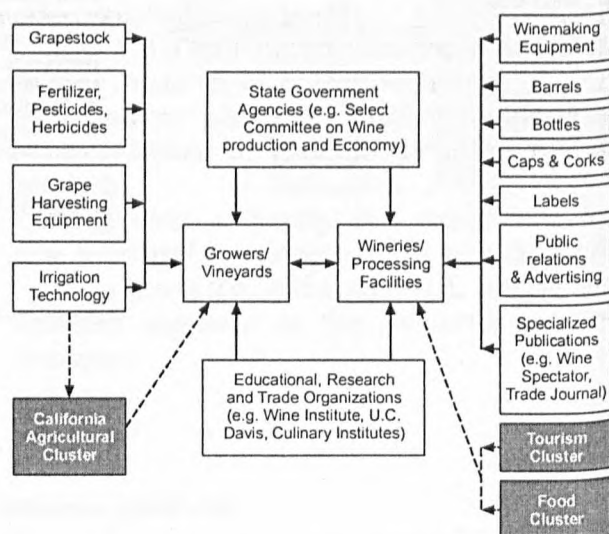 Grapestock
Fertilizer,
Pesticides,
Herbicides
Grape
Harvesting
Equipment
Irrigation
Technology
California
Agricultural
Cluster
State Government
Agencies (e.g. Select
Committee on Wine
production and Economy)
Growers/
Vineyards
Wineries/
Processing
Facilities
Educational, Research
and Trade Organizations
(e.g. Wine Institute, U.C.
Davis, Culinary Institutes)
Winemaking
Equipment
Barrels
Bottles
Caps & Corks
Labels
Public
relations
& Advertising
Specialized
Publications
(e.g. Wine
Spectator,
Trade Journal)
Tourism
Cluster
Food
Cluster